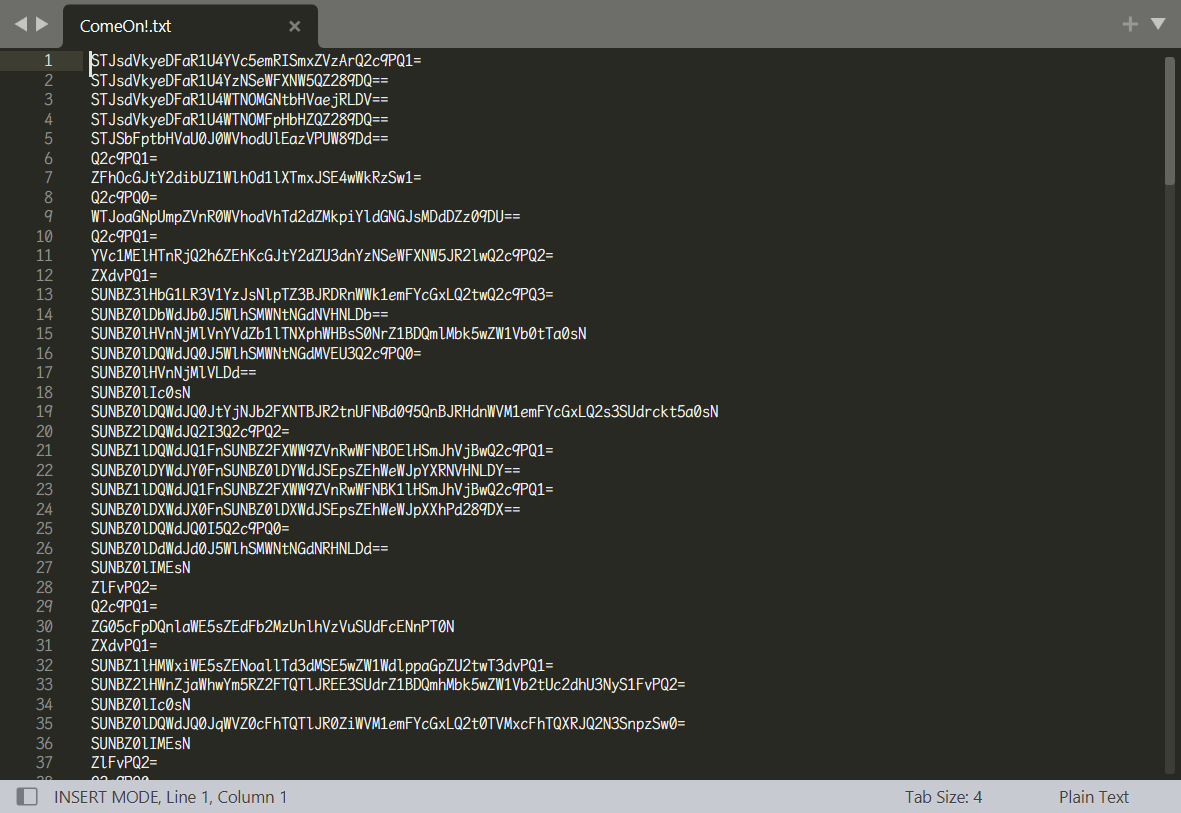 ComeOn!.txt
1 STJsdVkyeDFaR1U4YVc5emRISmxZVzArQ2c9PQ1=
2 STJsdVkyeDFaR1U4YzNSeWFXNW5QZ289DQ==
3 STJsdVkyeDFaR1U4WTNOMGNtbHVaejRLDV==
4 STJsdVkyeDFaR1U4WTNOMFpHbHZQZ289DQ==
5 STJSbFptbHVaU0J0WVhodUlEazVPUW89Dd==
6 Q2c9PQ1=
7 ZFhOcGJtY2dibUZ1WlhOd1lXTmxJSE4wWkRzSw1=
8 Q2c9PQ0=
9 WTJoaGNpUmpZVnR0WVhodVhTd2dZMkpiYldGNGJsMDdDZz09DU==
10 Q2c9PQ1=
11 YVc1MElHTnRjQ2h6ZEhKcGJtY2dZU3dnYzNSeWFXNW5JR2lwQ2c9PQ2=
12 ZXdvPQ1=
13 SUNBZ3lHbG1LR3V1YzJsNlpTZ3BJRDRnWWk1emFYcGxLQ2twQ2c9PQ3=
14 SUNBZ0lDbWdJb0J5WlhSMWNtNGdNVHNLDb==
15 SUNBZ0lHVnNjMlVnYVdZb1lTNXphWHBsS0NrZ1BDQmlMbk5wZW1Vb0tTa0sN
16 SUNBZ0lDQWdJQ0J5WlhSMWNtNGdMVEU3Q2c9PQ0=
17 SUNBZ0lHVnNjMlVLDd==
18 SUNBZ0lIc0sN
19 SUNBZ0lDQWdJQ0JtYjNJb2FXNTBJR2tnUFNBd095QnBJRHdnWVM1emFYcGxLQ2s3SUdrckt5a0sN
20 SUNBZ2lDQWdJQ2I3Q2c9PQ2=
21 SUNBZ1lDQWdJQ1FnSUNBZ2FXWW9ZVnRwWFNBOElHSmJhVjBwQ2c9PQ1=
22 SUNBZ0lDYWdJY0FnSUNBZ0lDYWdJSEpsZEhWeWJpYXRNVHNLDY==
23 SUNBZ1lDQWdJQ1FnSUNBZ2FXWW9ZVnRwWFNBK1lHSmJhVjBwQ2c9PQ1=
24 SUNBZ0lDXWdJX0FnSUNBZ0lDXWdJSEpsZEhWeWJpXXhPd289DX==
25 SUNBZ0lDQWdJQ0I5Q2c9PQ0=
26 SUNBZ0lDdWdJd0J5WlhSMWNtNGdNRHNLDd==
27 SUNBZ0lIMEsN
28 ZlFvPQ2=
29 Q2c9PQ1=
30 ZG05cFpDQnlaWE5sZEdFb2MzUnlhVzVuSUdFcENnPT0N
31 ZXdvPQ1=
32 SUNBZ1lHMWxiWE5sZENoallTd3dMSE5wZW1WdlppaGpZU2twT3dvPQ1=
33 SUNBZ2lHWnZjaWhwYm5RZ2FTQTlJREE3SUdrZ1BDQmhMbk5wZW1Vb2tUc2dhU3NyS1FvPQ2=
34 SUNBZ0lIc0sN
35 SUNBZ0lDQWdJQ0JqWVZ0cFhTQTlJR0ZiWVM1emFYcGxLQ2t0TVMxcFhTQXRJQ2N3SnpzSw0=
36 SUNBZ0lIMEsN
37 ZlFvPQ2=
INSERT MODE, Line 1, Column 1
Tab Size: 4
Plain Text